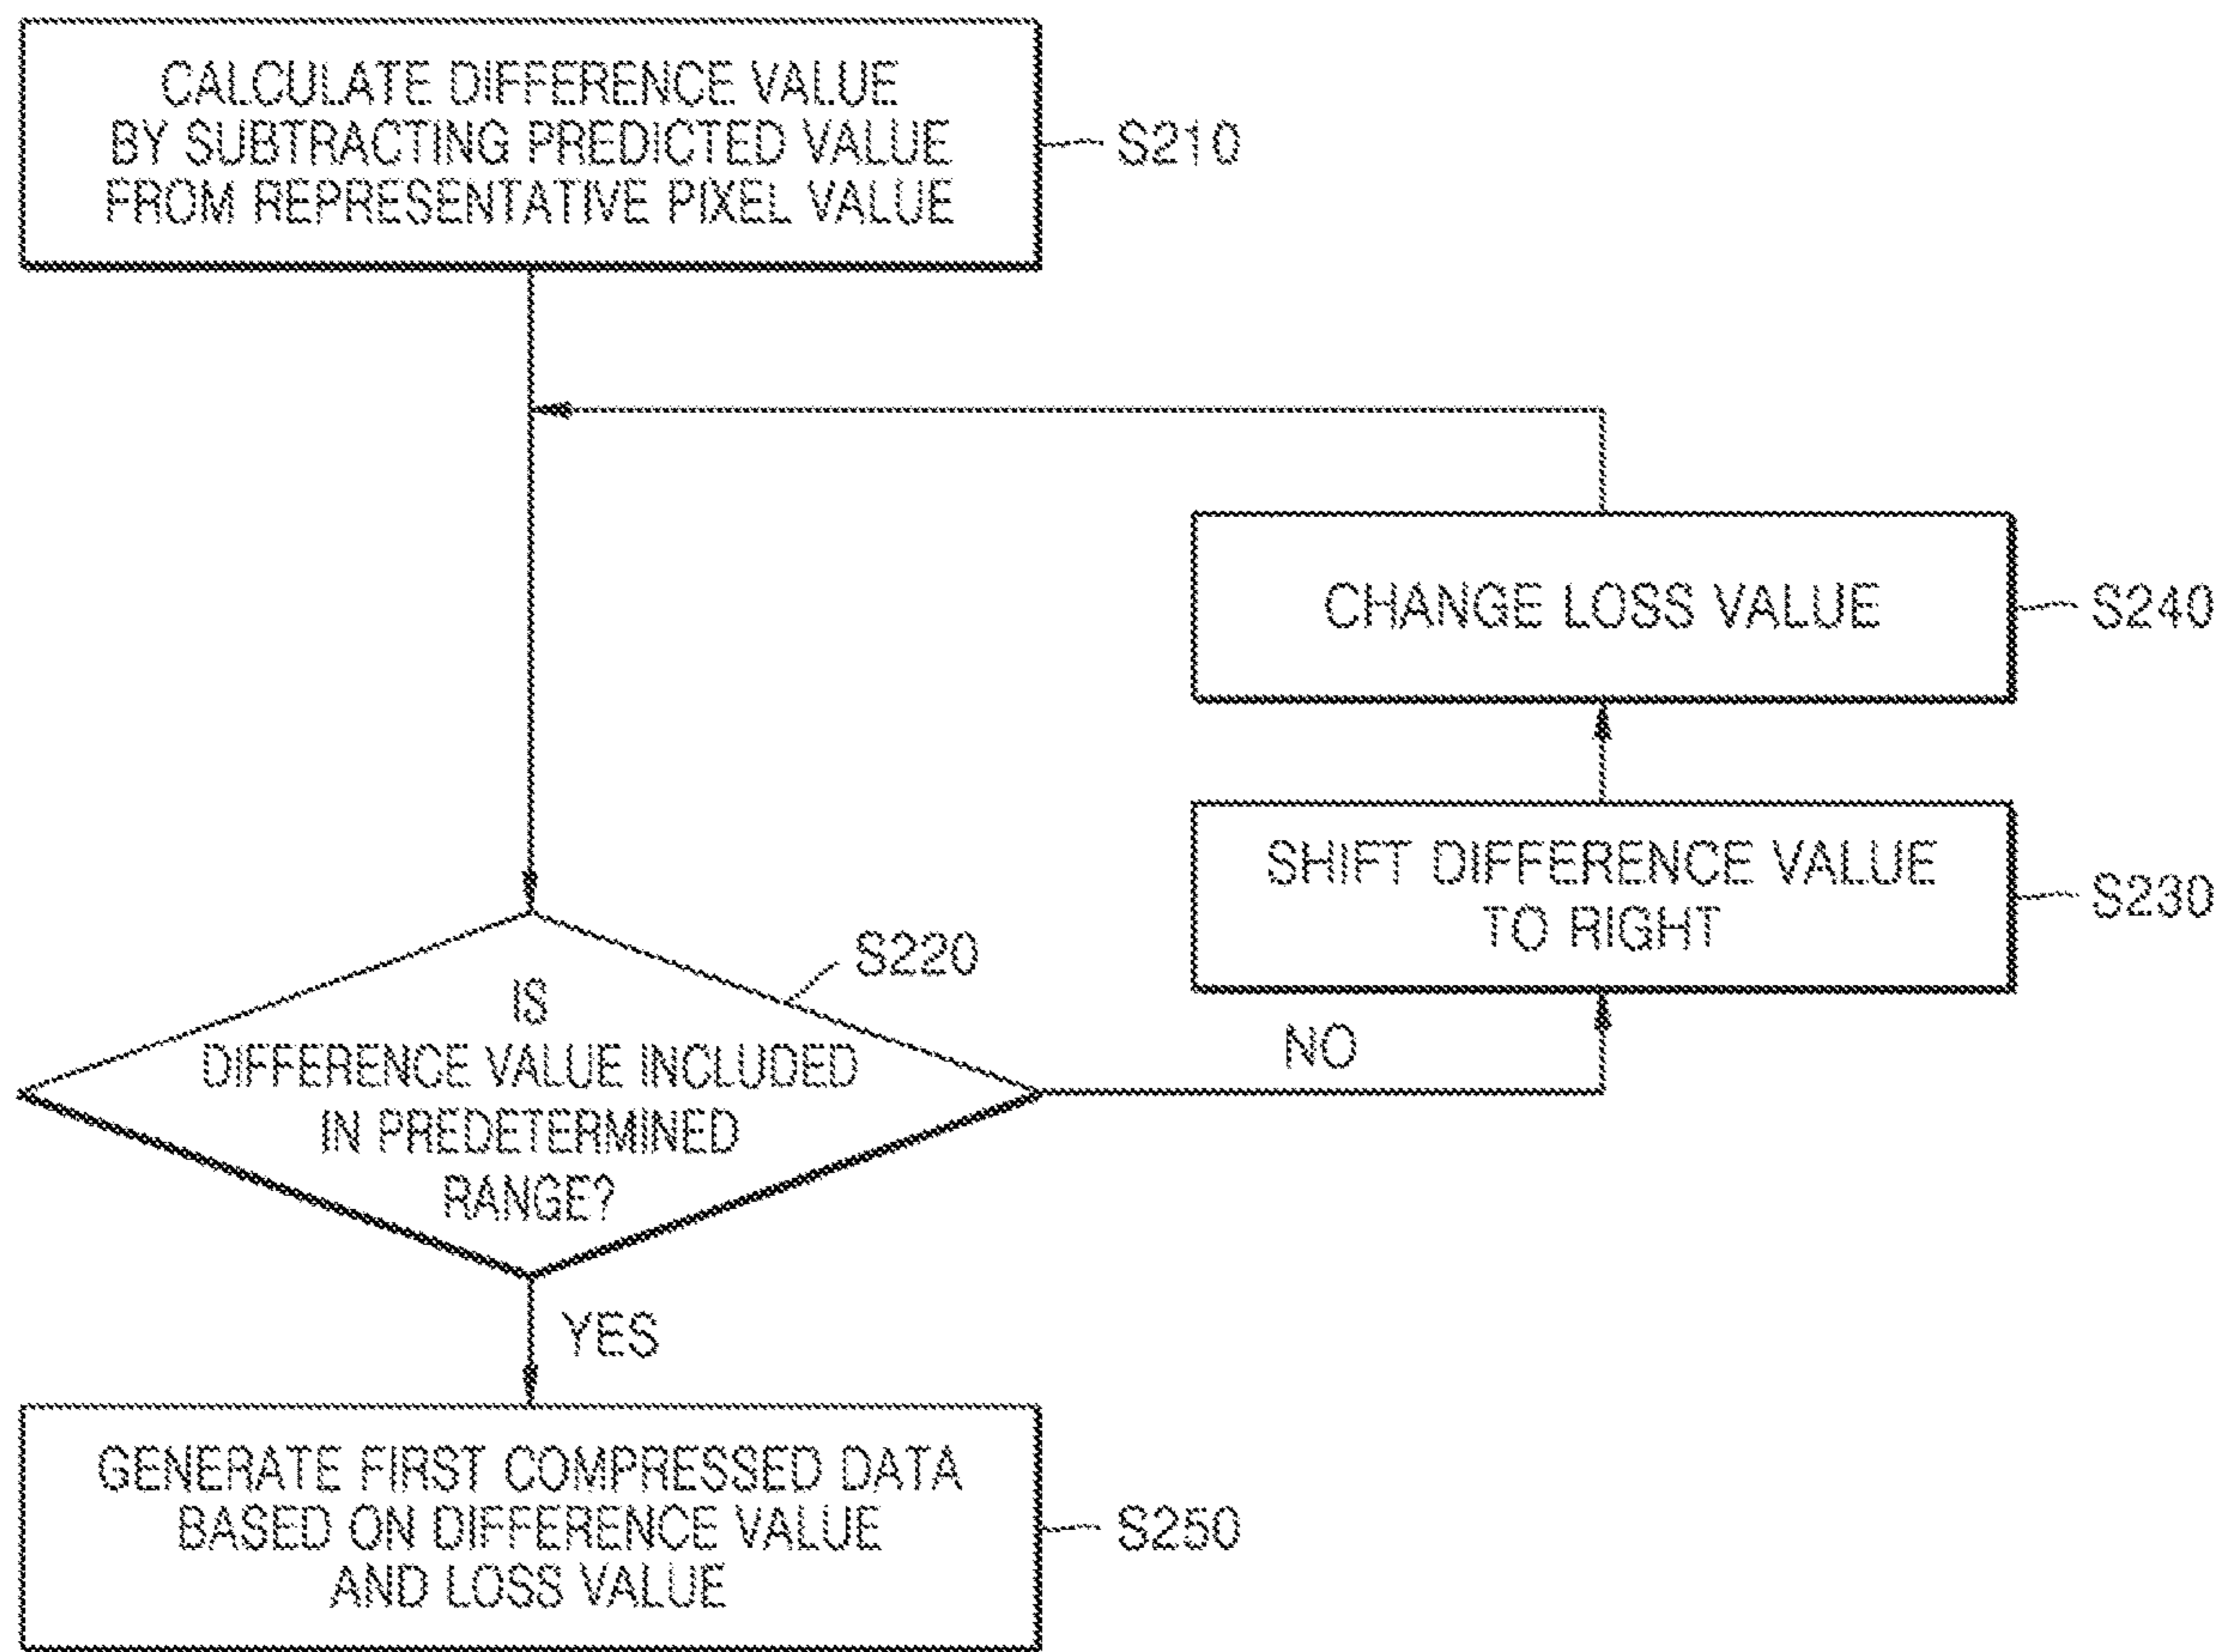 CALCULATE DIFFERENCE VALUE
BY SUBTRACTING PREDICTED VALUE
FROM REPRESENTATIVE PIXEL VALUE
S210
CHANGE LOSS VALUE
S240
SHIFT DIFFERENCE VALUE
TO RIGHT
S230
S220
IS
DIFFERENCE VALUE INCLUDED
IN PREDETERMINED
RANGE?
NO
YES
GENERATE FIRST COMPRESSED DATA
BASED ON DIFFERENCE VALUE
AND LOSS VALUE
S250